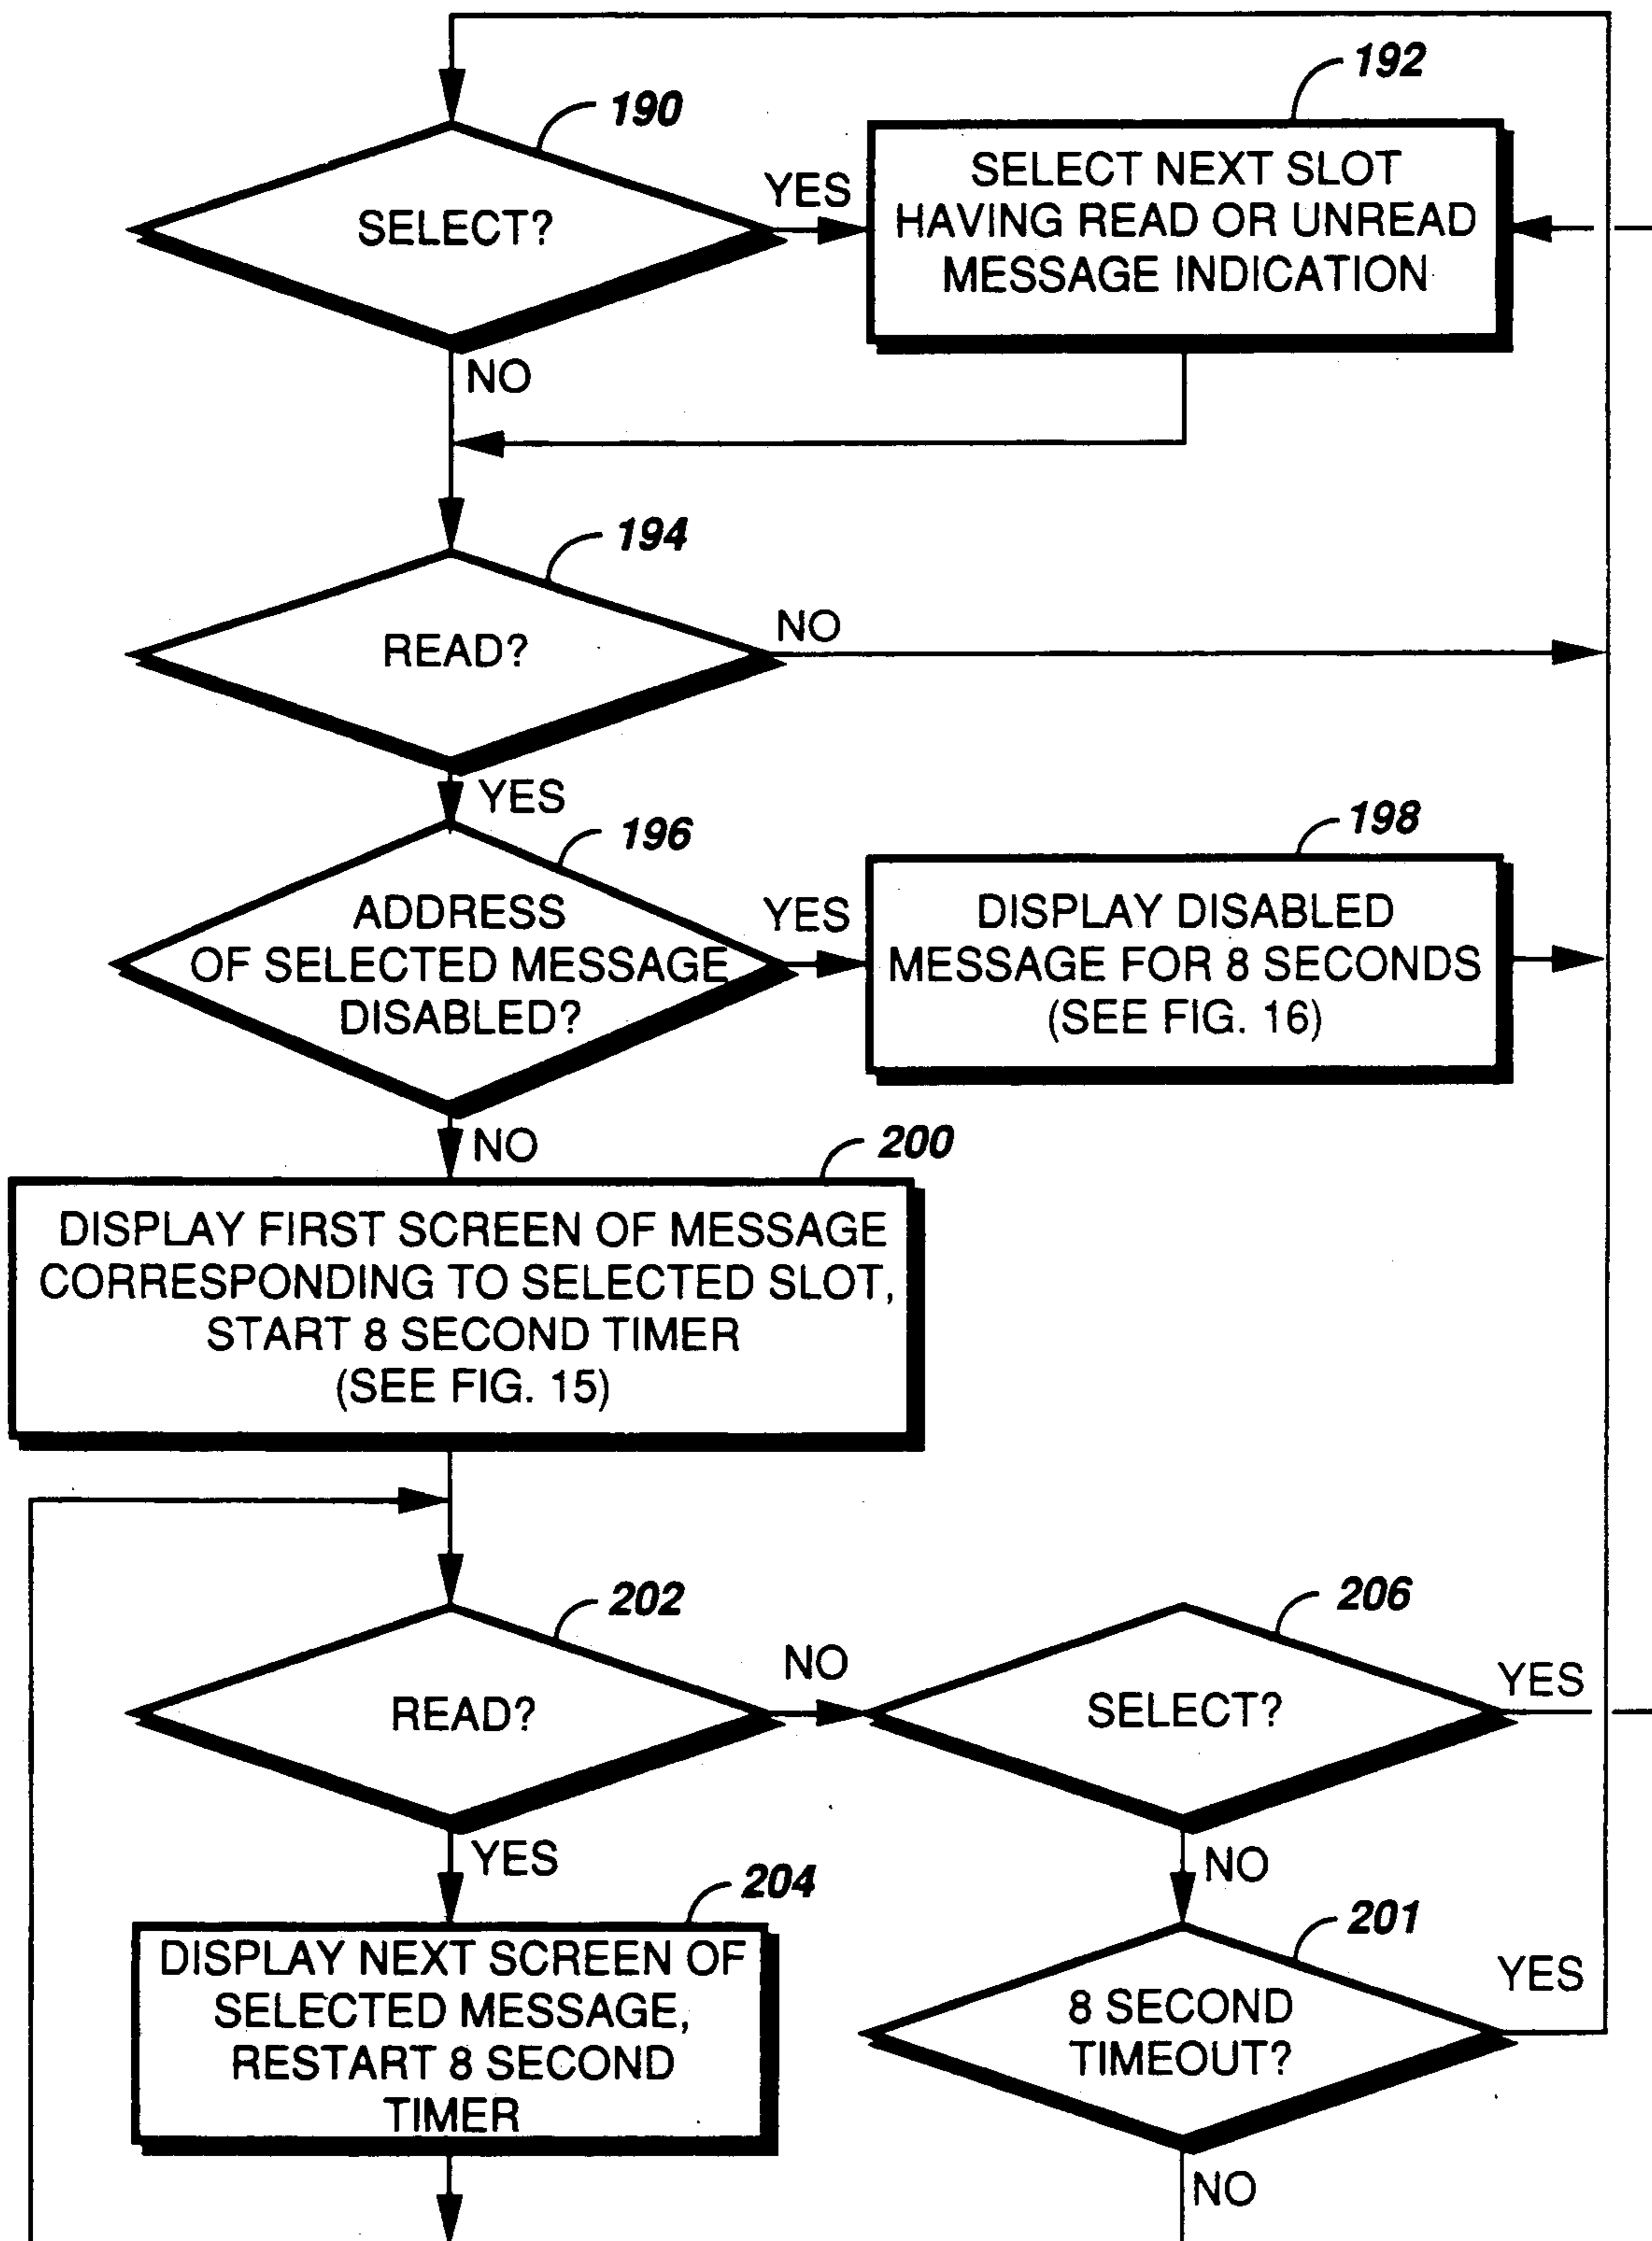 190
192
SELECT?
YES
SELECT NEXT SLOT
HAVING READ OR UNREAD
MESSAGE INDICATION
NO
194
READ?
NO
YES
196
198
ADDRESS
OF SELECTED MESSAGE
DISABLED?
YES
DISPLAY DISABLED
MESSAGE FOR 8 SECONDS
(SEE FIG. 16)
NO
200
DISPLAY FIRST SCREEN OF MESSAGE
CORRESPONDING TO SELECTED SLOT,
START 8 SECOND TIMER
(SEE FIG. 15)
202
206
READ?
NO
SELECT?
YES
YES
NO
204
201
DISPLAY NEXT SCREEN OF
SELECTED MESSAGE,
RESTART 8 SECOND
TIMER
8 SECOND
TIMEOUT?
YES
NO